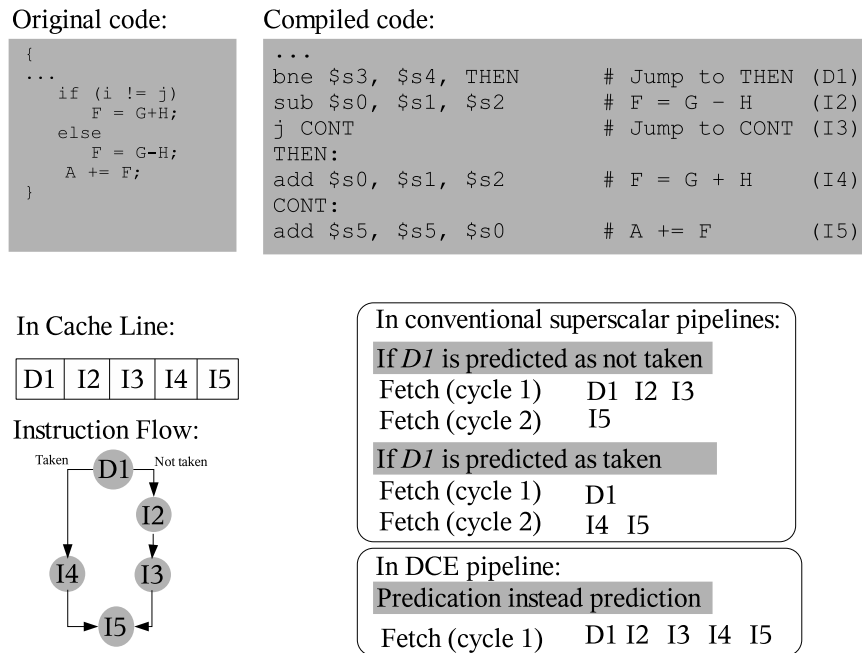 Original code:
{
...
if (i != j)
F = G+H;
else
F = G-H;
A += F;
}
Compiled code:
...
bne $s3, $s4, THEN # Jump to THEN (D1)
sub $s0, $s1, $s2 # F = G - H (I2)
j CONT # Jump to CONT (I3)
THEN:
add $s0, $s1, $s2 # F = G + H (I4)
CONT:
add $s5, $s5, $s0 # A += F (I5)
In Cache Line:
D1 I2 I3 I4 I5
Instruction Flow:
Taken D1 Not taken
I2
I4 I3
I5
In conventional superscalar pipelines:
If D1 is predicted as not taken
Fetch (cycle 1) D1 I2 I3
Fetch (cycle 2) I5
If D1 is predicted as taken
Fetch (cycle 1) D1
Fetch (cycle 2) I4 I5
In DCE pipeline:
Predication instead prediction
Fetch (cycle 1) D1 I2 I3 I4 I5